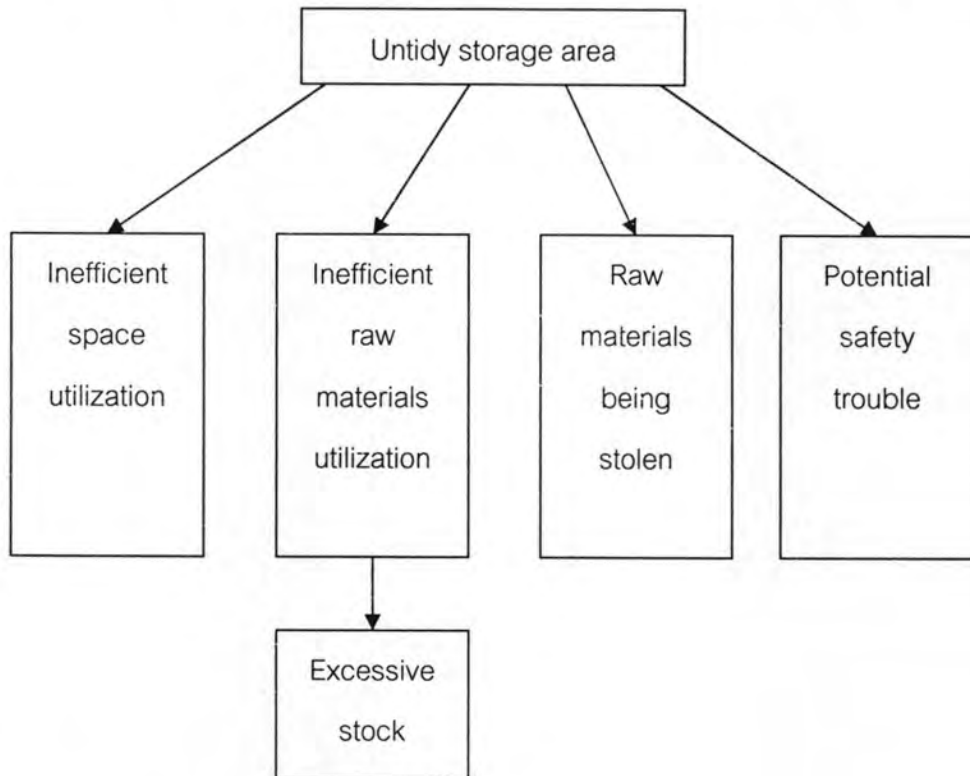 Untidy storage area
Inefficient
space
utilization
Inefficient
raw
materials
utilization
Raw
materials
being
stolen
Potential
safety
trouble
Excessive
stock